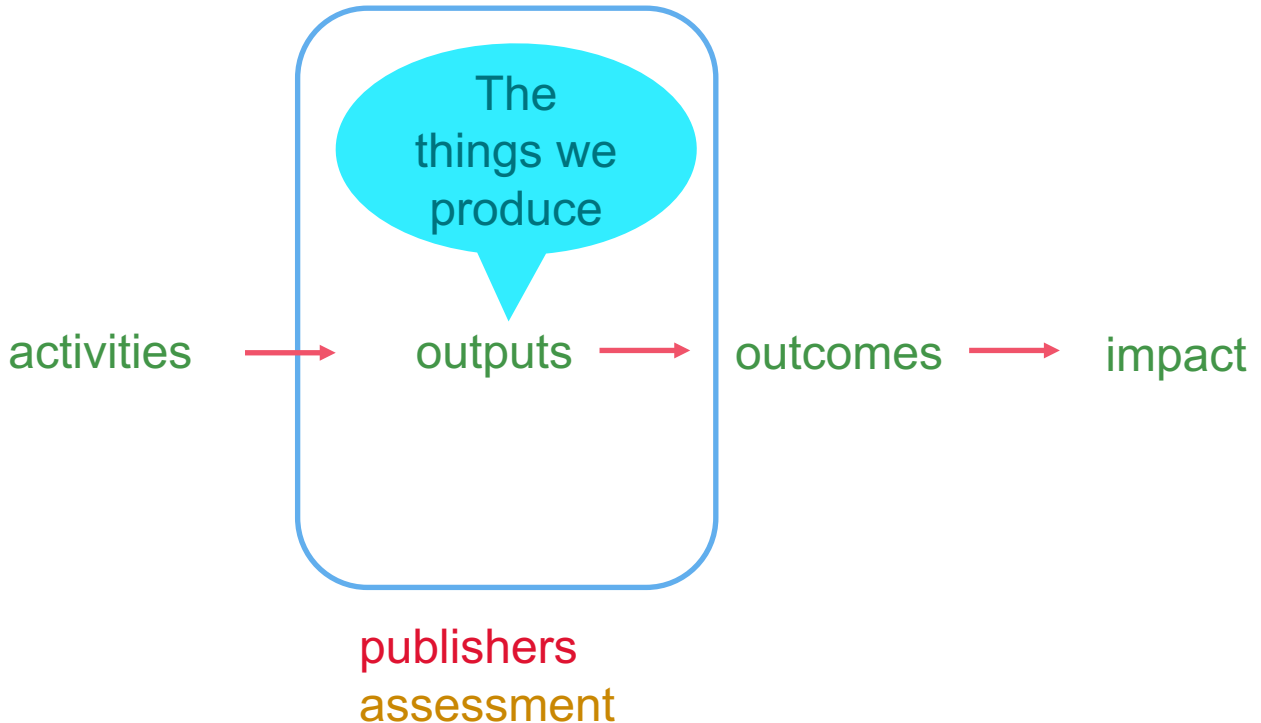 The
things we
produce
activities
outputs
outcomes
impact
publishers
assessment